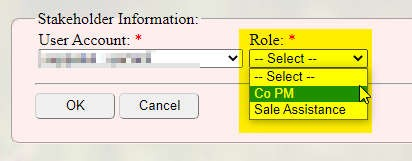 Stakeholder Information:
User Account: * Role: *
-- Select --
-- Select --
Co PM
Sale Assistance
OK Cancel